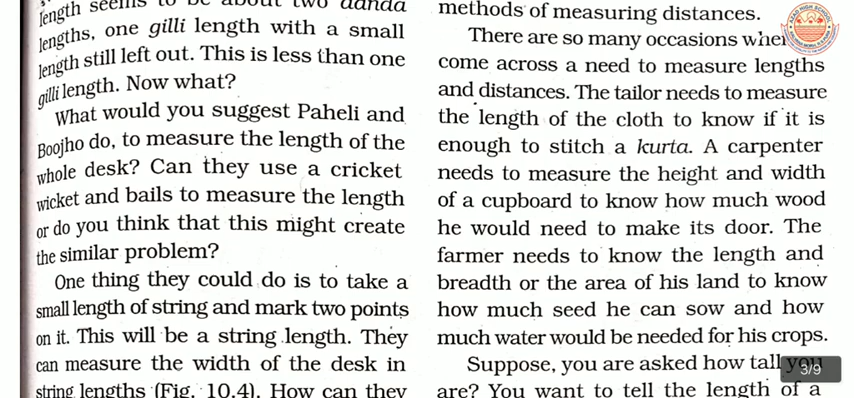 length seems to be about two danda
lengths, one gilli length with a small
length still left out. This is less than one
gilli length. Now what?
What would you suggest Paheli and
Boojho do, to measure the length of the
whole desk? Can they use a cricket
wicket and bails to measure the length
or do you think that this might create
the similar problem?
One thing they could do is to take a
small length of string and mark two points
on it. This will be a string length. They
can measure the width of the desk in
string lengths (Fig. 10.4). How can they
methods of measuring distances.
There are so many occasions
come across a need to measure lengths
and distances. The tailor needs to measure
the length of the cloth to know if it is
enough to stitch a kurta. A carpenter
needs to measure the height and width
of a cupboard to know how much wood
he would need to make its door. The
farmer needs to know the length and
breadth or the area of his land to know
how much seed he can sow and how
much water would be needed for his crops.
Suppose, you are asked how tall you
are? You want to tell the length of a
3/9